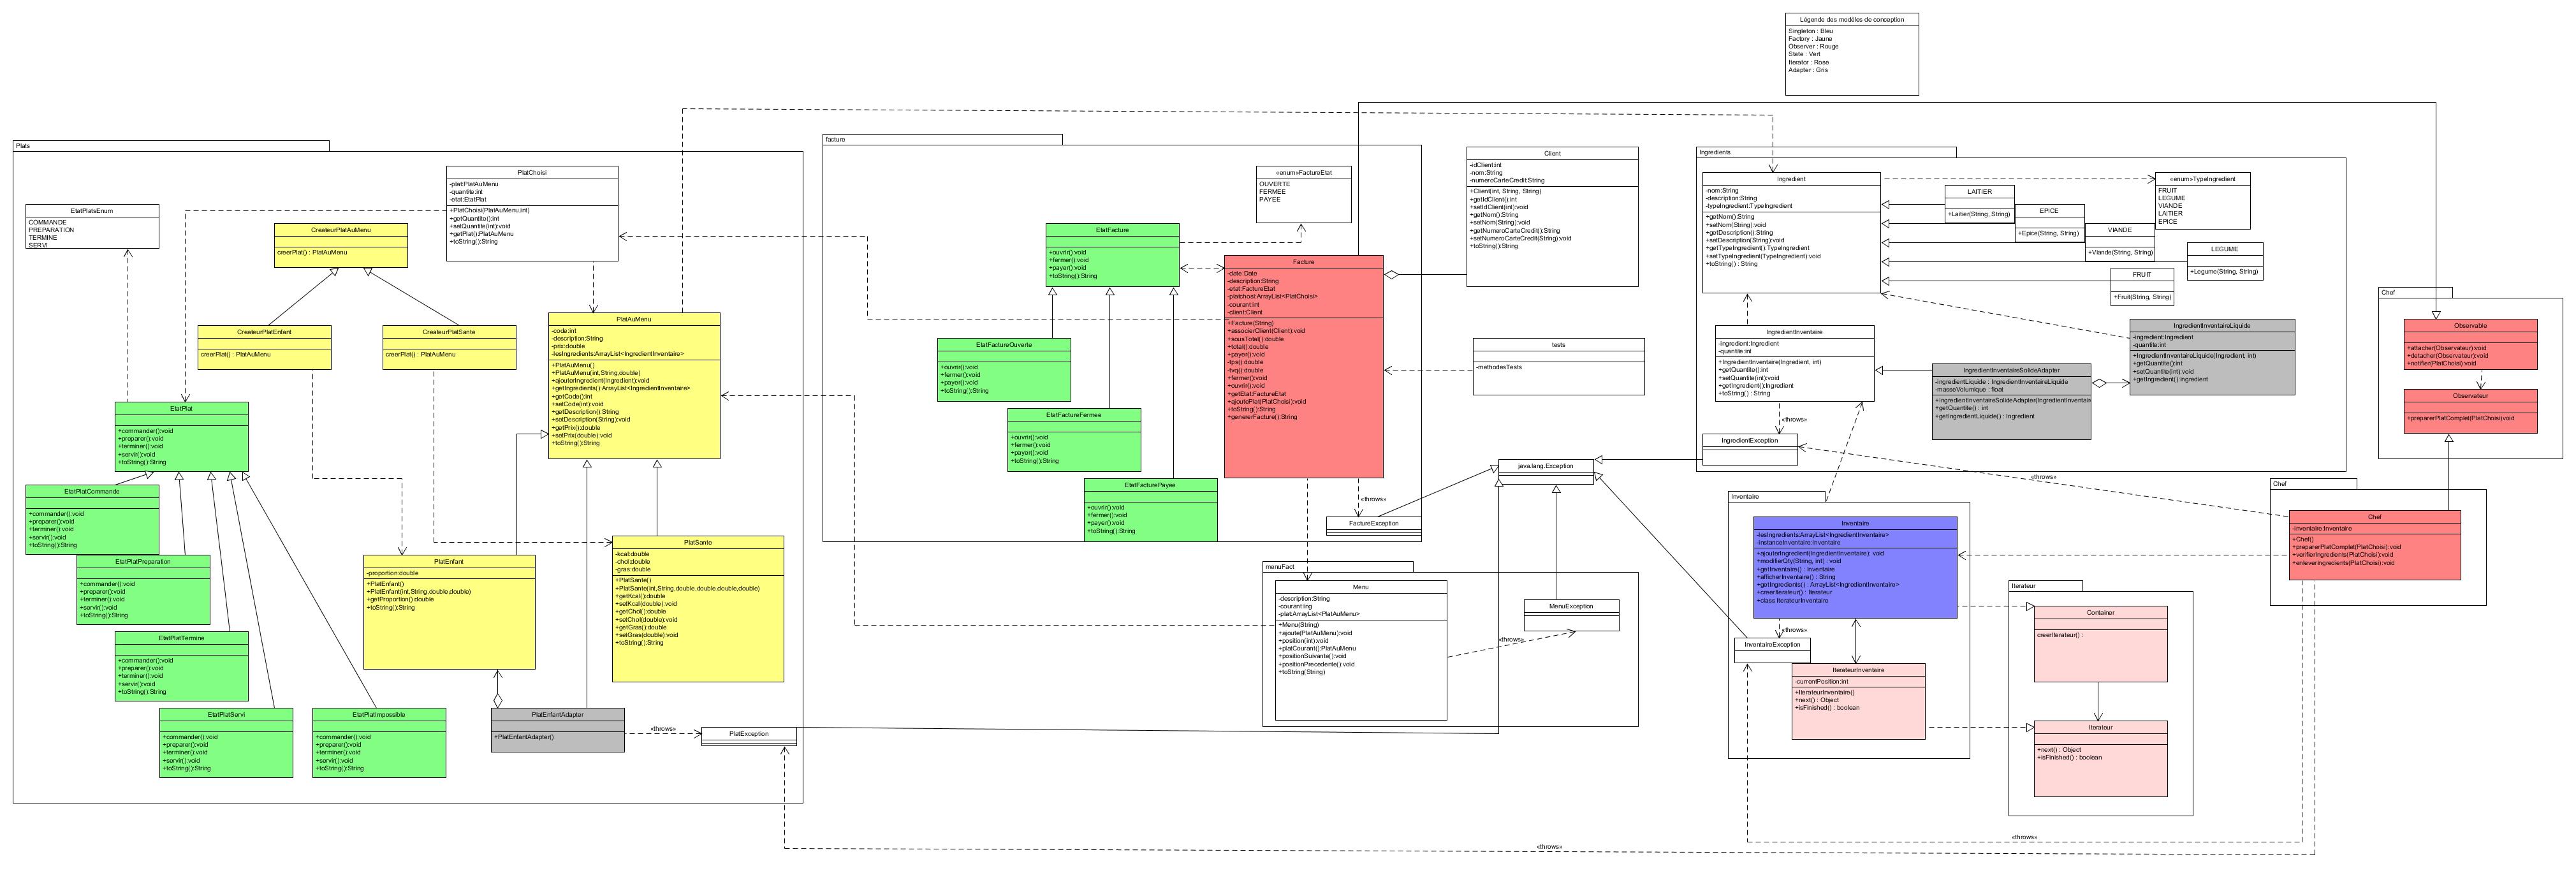 Légende des modèles de conception
Singleton : Bleu
Factory : Jaune
Observer : Rouge
State : Vert
Iterator : Rose
Adapter : Gris
Plats
EtatPlatsEnum
COMMANDE
PREPARATION
TERMINE
SERVI
CreateurPlatAuMenu
creerPlat() : PlatAuMenu
PlatChoisi
-plat:PlatAuMenu
-quantite:int
-etat:EtatPlat
+PlatChoisi(PlatAuMenu,int)
+getQuantite():int
+setQuantite(int):void
+getPlat():PlatAuMenu
+toString():String
CreateurPlatEnfant
creerPlat() : PlatAuMenu
CreateurPlatSante
creerPlat() : PlatAuMenu
PlatAuMenu
-code:int
-description:String
-prix:double
-lesIngredients:ArrayList<IngredientInventaire>
+PlatAuMenu()
+PlatAuMenu(int,String,double)
+ajouterIngredient(Ingredient):void
+getIngredients():ArrayList<IngredientInventaire>
+getCode():int
+setCode(int):void
+getDescription():String
+setDescription(String):void
+getPrix():double
+setPrix(double):void
+toString():String
EtatPlat
+commander():void
+preparer():void
+terminer():void
+servir():void
+toString():String
EtatPlatCommande
+commander():void
+preparer():void
+terminer():void
+servir():void
+toString():String
EtatPlatPreparation
+commander():void
+preparer():void
+terminer():void
+servir():void
+toString():String
EtatPlatTermine
+commander():void
+preparer():void
+terminer():void
+servir():void
+toString():String
EtatPlatServi
+commander():void
+preparer():void
+terminer():void
+servir():void
+toString():String
EtatPlatImpossible
+commander():void
+preparer():void
+terminer():void
+servir():void
+toString():String
PlatEnfant
-proportion:double
+PlatEnfant()
+PlatEnfant(int,String,double,double)
+getProportion():double
+toString():String
PlatSante
-kcal:double
-chol:double
-gras:double
+PlatSante()
+PlatSante(int,String,double,double,double,double)
+getKcal():double
+setKcal(double):void
+getChol():double
+setChol(double):void
+getGras():double
+setGras(double):void
+toString():String
PlatEnfantAdapter
+PlatEnfantAdapter()
«throws»
PlatException
facture
«enum»FactureEtat
OUVERTE
FERMEE
PAYEE
EtatFacture
+ouvrir():void
+fermer():void
+payer():void
+toString():String
EtatFactureOuverte
+ouvrir():void
+fermer():void
+payer():void
+toString():String
EtatFactureFermee
+ouvrir():void
+fermer():void
+payer():void
+toString():String
EtatFacturePayee
+ouvrir():void
+fermer():void
+payer():void
+toString():String
Facture
-date:Date
-description:String
-etat:FactureEtat
-platchosi:ArrayList<PlatChoisi>
-courant:int
-client:Client
+Facture(String)
+associerClient(Client):void
+sousTotal():double
+total():double
+payer():void
-tps():double
-tvq():double
+fermer():void
+ouvrir():void
+getEtat:FactureEtat
+ajoutePlat(PlatChoisi):void
+toString():String
+genererFacture():String
«throws»
FactureException
Client
-idClient:int
-nom:String
-numeroCarteCredit:String
+Client(int, String, String)
+getIdClient():int
+setIdClient(int):void
+getNom():String
+setNom(String):void
+getNumeroCarteCredit():String
+setNumeroCarteCredit(String):void
+toString():String
tests
-methodesTests
java.lang.Exception
menuFact
Menu
-description:String
-courant:ing
-plat:ArrayList<PlatAuMenu>
+Menu(String)
+ajoute(PlatAuMenu):void
+position(int):void
+platCourant():PlatAuMenu
+positionSuivante():void
+positionPrecedente():void
+toString(String)
MenuException
«throws»
Ingredients
Ingredient
-nom:String
-description:String
-typeIngredient:TypeIngredient
+getNom():String
+setNom(String):void
+getDescription():String
+setDescription(String):void
+getTypeIngredient():TypeIngredient
+setTypeIngredient(TypeIngredient):void
+toString() : String
«enum»TypeIngredient
FRUIT
LEGUME
VIANDE
LAITIER
EPICE
LAITIER
+Laitier(String, String)
EPICE
+Epice(String, String)
VIANDE
+Viande(String, String)
LEGUME
+Legume(String, String)
FRUIT
+Fruit(String, String)
IngredientInventaire
-ingredient:Ingredient
-quantite:int
+IngredientInventaire(Ingredient, int)
+getQuantite():int
+setQuantite(int):void
+getIngredient():Ingredient
+toString() : String
IngredientInventaireSolideAdapter
-ingredientLiquide : IngredientInventaireLiquide
-masseVolumique : float
+IngredientInventaireSolideAdapter(IngredientInventair
+getQuantite() : int
+getIngredientLiquide() : Ingredient
IngredientInventaireLiquide
-ingredient:Ingredient
-quantite:int
+IngredientInventaireLiquide(Ingredient, int)
+getQuantite():int
+setQuantite(int):void
+getIngredient():Ingredient
«throws»
IngredientException
«throws»
Inventaire
Inventaire
-lesIngredients:ArrayList<IngredientInventaire>
-instanceInventaire:Inventaire
+ajouterIngredient(IngredientInventaire): void
+modifierQty(String, int) : void
+getInventaire() : Inventaire
+afficherInventaire() : String
+getIngredients() : ArrayList<IngredientInventaire>
+creerIterateur() : Iterateur
+class IterateurInventaire
«throws»
InventaireException
IterateurInventaire
-currentPosition:int
+IterateurInventaire()
+next() : Object
+isFinished() : boolean
Iterateur
Container
creerIterateur() :
Iterateur
+next() : Object
+isFinished() : boolean
Chef
Observable
+attacher(Observateur):void
+detacher(Observateur):void
+notifier(PlatChoisi):void
Observateur
+preparerPlatComplet(PlatChoisi)void
Chef
Chef
-inventaire:Inventaire
+Chef()
+preparerPlatComplet(PlatChoisi):void
+verifierIngredients(PlatChoisi):void
+enleverIngredients(PlatChoisi):void
«throws»
«throws»